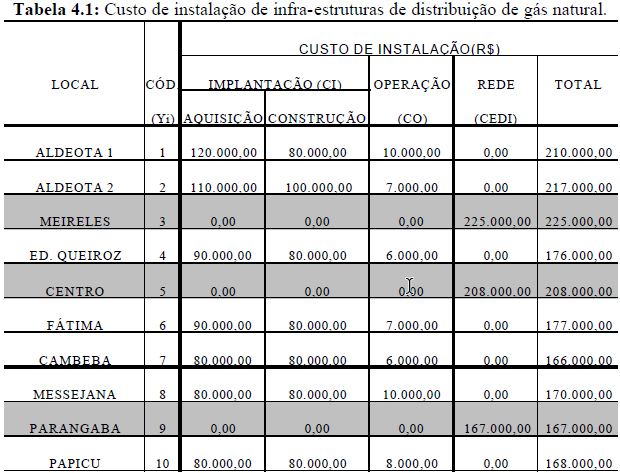 Tabela 4.1: Custo de instalação de infra-estruturas de distribuição de gás natural.
CUSTO DE INSTALAÇÃO(R$)
LOCAL CÓD. IMPLANTAÇÃO (CI) OPERAÇÃO REDE TOTAL
(Yi) AQUISIÇÃO CONSTRUÇÃO (CO) (CEDI)
ALDEOTA 1 1 120.000,00 80.000,00 10.000,00 0,00 210.000,00
ALDEOTA 2 2 110.000,00 100.000,00 7.000,00 0,00 217.000,00
MEIRELES 3 0,00 0,00 0,00 225.000,00 225.000,00
ED. QUEIROZ 4 90.000,00 80.000,00 6.000,00 0,00 176.000,00
CENTRO 5 0,00 0,00 0,00 208.000,00 208.000,00
FÁTIMA 6 90.000,00 80.000,00 7.000,00 0,00 177.000,00
CAMBEBA 7 80.000,00 80.000,00 6.000,00 0,00 166.000,00
MESSEJANA 8 80.000,00 80.000,00 10.000,00 0,00 170.000,00
PARANGABA 9 0,00 0,00 0,00 167.000,00 167.000,00
PAPICU 10 80.000,00 80.000,00 8.000,00 0,00 168.000,00